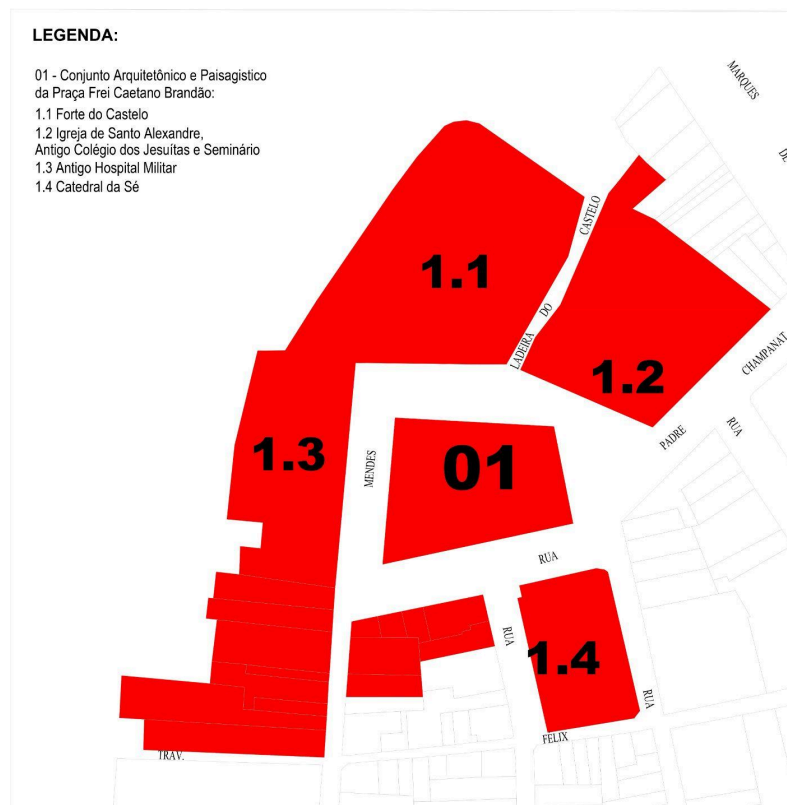 LEGENDA:
01 - Conjunto Arquitetônico e Paisagistico
da Praça Frei Caetano Brandão:
1.1 Forte do Castelo
1.2 Igreja de Santo Alexandre,
Antigo Colégio dos Jesuítas e Seminário
1.3 Antigo Hospital Militar
1.4 Catedral da Sé
MARQUES
CASTELO
DO
LADEIRA
1.1
1.2
CHAMPANAT
PADRE
RUA
1.3
MENDES
01
RUA
RUA
1.4
RUA
FELIX
TRAV.